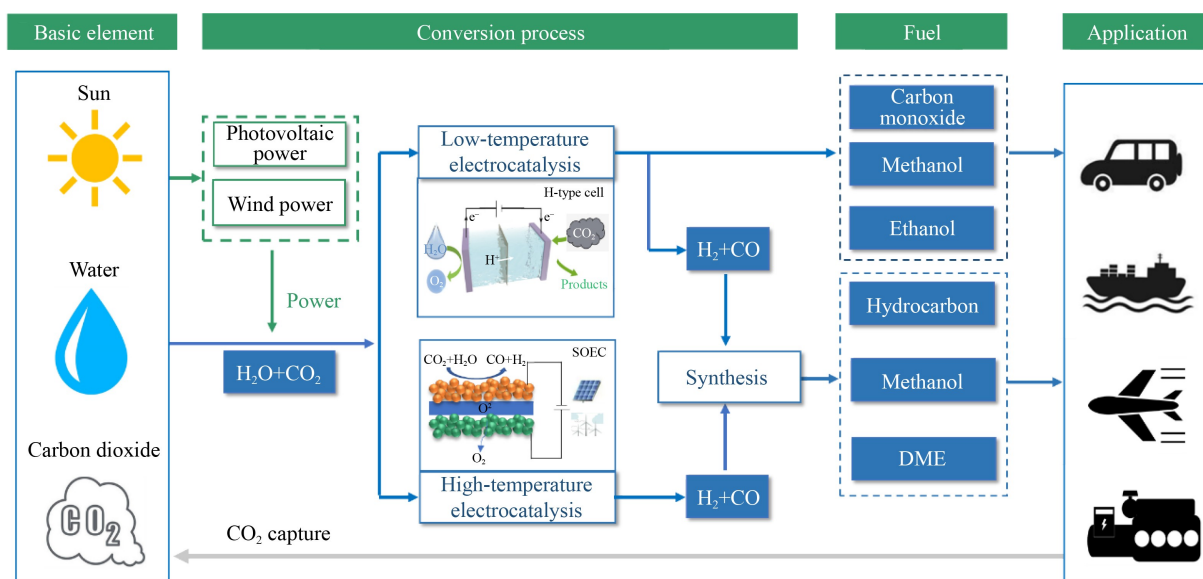 Basic element
Conversion process
Fuel
Application
Sun
Water
Carbon dioxide
CO2
Photovoltaic
power
Wind power
Power
H₂O+CO₂
Low-temperature
electrocatalysis
H-type cell
e⁻
e⁻
H₂O
O₂
H⁺
CO₂
Products
CO₂+H₂O
CO+H₂
SOEC
O²⁻
O₂
High-temperature
electrocatalysis
H₂+CO
Synthesis
H₂+CO
Carbon
monoxide
Methanol
Ethanol
Hydrocarbon
Methanol
DME
CO₂ capture